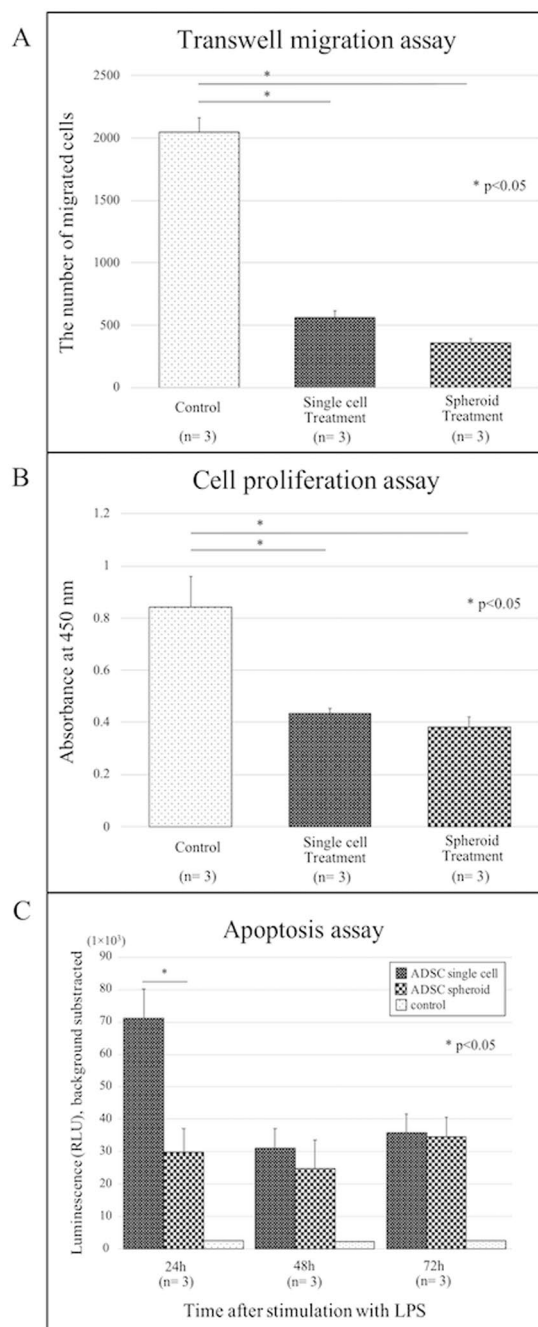 A
Transwell migration assay
The number of migrated cells
2500
2000
1500
1000
500
0
*
*
* p<0.05
Control
Single cell
Treatment
Spheroid
Treatment
(n= 3)
(n= 3)
(n= 3)
B
Cell proliferation assay
Absorbance at 450 nm
1.2
1
0.8
0.6
0.4
0.2
0
*
*
* p<0.05
Control
Single cell
Treatment
Spheroid
Treatment
(n= 3)
(n= 3)
(n= 3)
C
Apoptosis assay
(1×10³)
Luminescence (RLU), background substracted
90
80
70
60
50
40
30
20
10
0
*
ADSC single cell
ADSC spheroid
control
* p<0.05
24h
(n= 3)
48h
(n= 3)
72h
(n= 3)
Time after stimulation with LPS